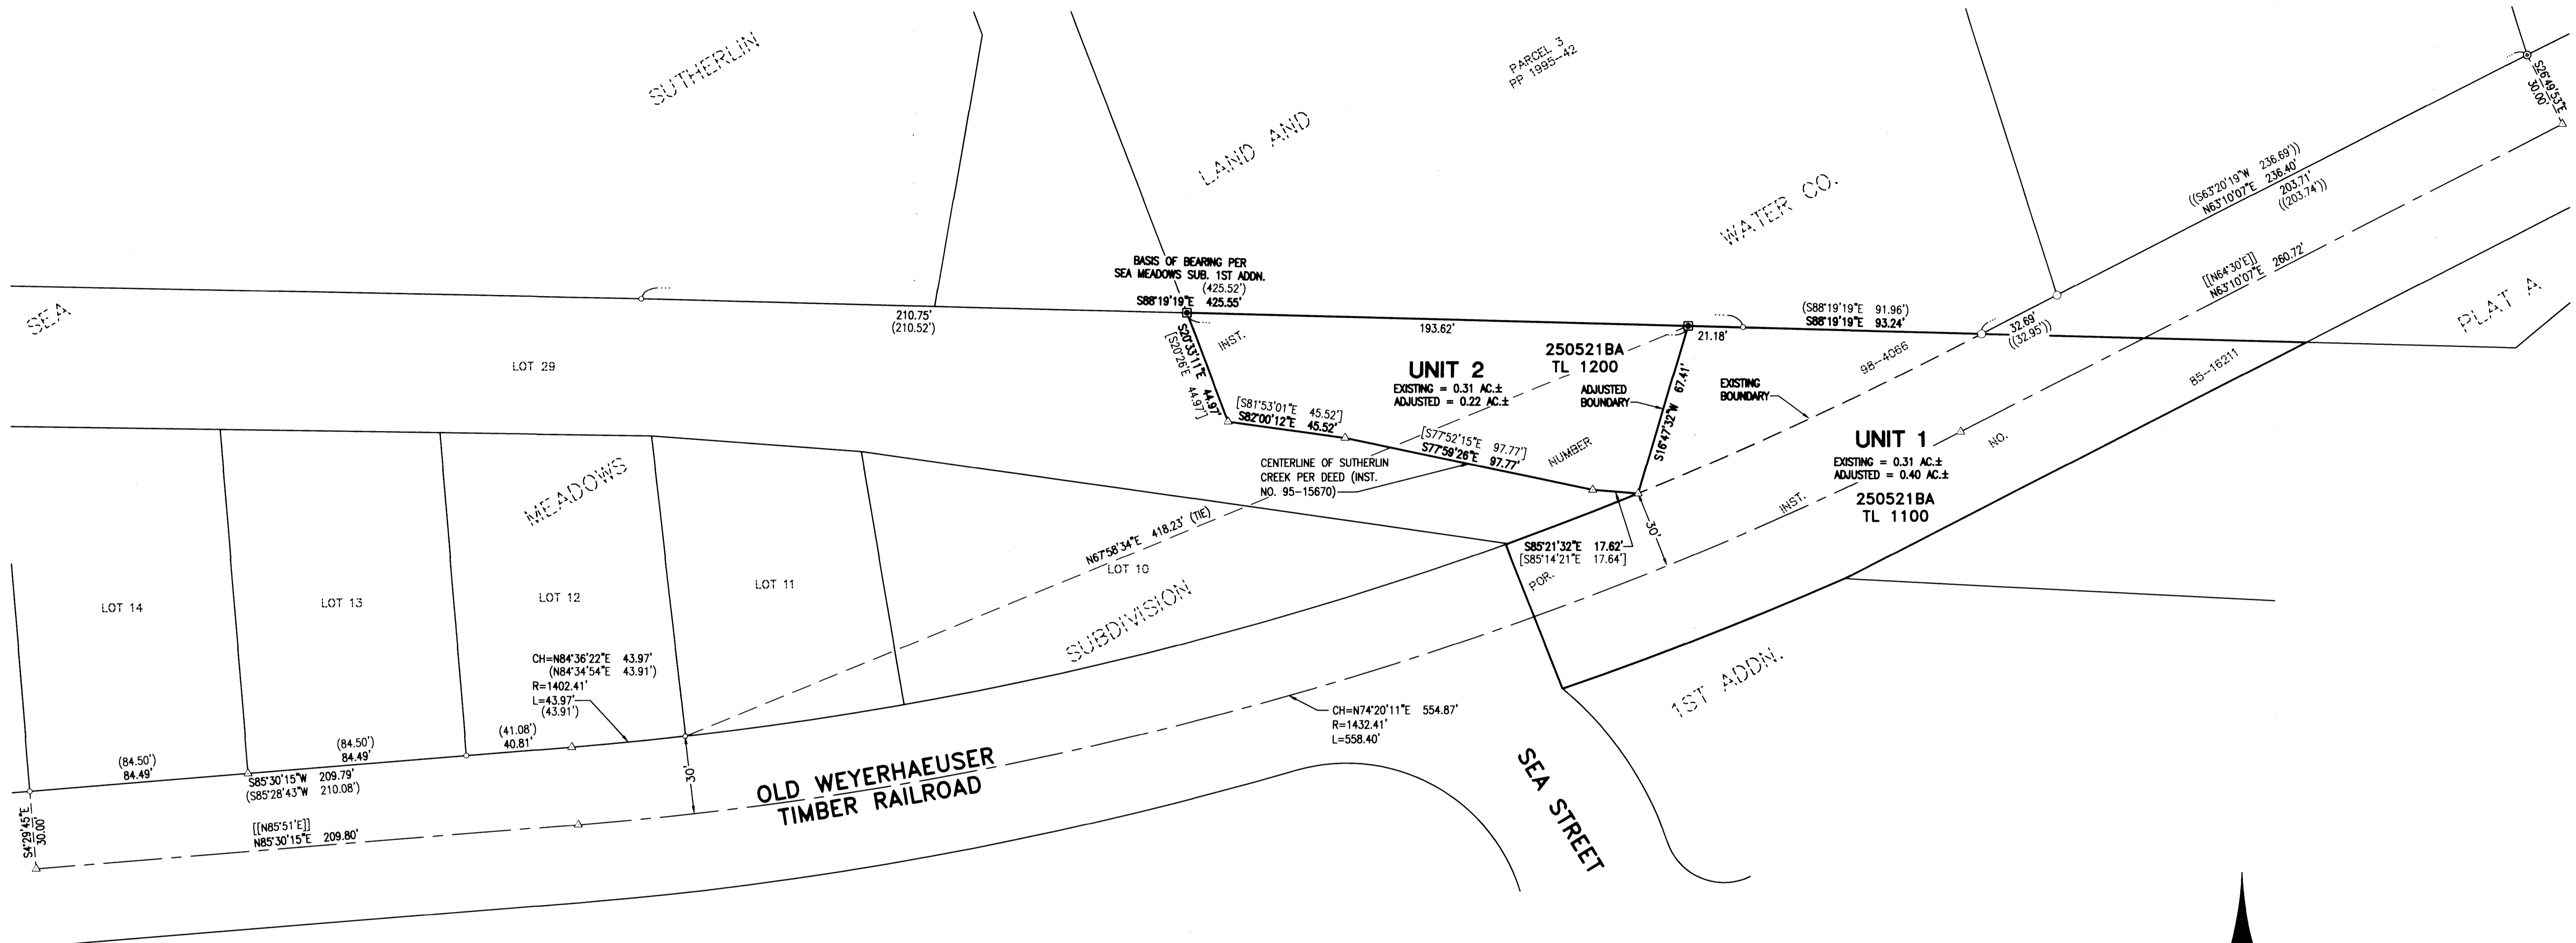 SUTHERLIN
LAND AND
WATER CO.
PARCEL 3
PP 1995-42
S26°49'53"E
30.00'
((S63°20'19"W 236.69'))
N63°10'07"E 236.40'
203.71'
((203.74'))
[[N64°30'E]]
N63°10'07"E 260.72'
PLAT A
BASIS OF BEARING PER
SEA MEADOWS SUB. 1ST ADDN.
(425.52')
S88°19'19"E 425.55'
SEA
210.75'
(210.52')
193.62'
21.18'
(S88°19'19"E 91.96')
S88°19'19"E 93.24'
32.69'
((32.95'))
S20°33'11"E 44.97'
[S20°26'E 44.97']
INST.
LOT 29
UNIT 2
EXISTING = 0.31 AC.±
ADJUSTED = 0.22 AC.±
250521BA
TL 1200
ADJUSTED
BOUNDARY
S16°47'32"W 67.41'
EXISTING
BOUNDARY
98-4066
85-16211
[S81°53'01"E 45.52']
S82°00'12"E 45.52'
[S77°52'15"E 97.77']
S77°59'26"E 97.77'
NUMBER
CENTERLINE OF SUTHERLIN
CREEK PER DEED (INST.
NO. 95-15670)
UNIT 1
EXISTING = 0.31 AC.±
ADJUSTED = 0.40 AC.±
250521BA
TL 1100
NO.
INST.
30'
S85°21'32"E 17.62'
[S85°14'21"E 17.64']
POR.
MEADOWS
N67°58'34"E 418.23' (TIE)
LOT 10
SUBDIVISION
LOT 14
LOT 13
LOT 12
LOT 11
1ST ADDN.
CH=N84°36'22"E 43.97'
(N84°34'54"E 43.91')
R=1402.41'
L=43.97'
(43.91')
CH=N74°20'11"E 554.87'
R=1432.41'
L=558.40'
(84.50')
84.49'
(84.50')
84.49'
(41.08')
40.81'
S85°30'15"W 209.79'
(S85°28'43"W 210.08')
30'
OLD WEYERHAEUSER
TIMBER RAILROAD
SEA STREET
S4°29'45"E
30.00'
[[N85°51'E]]
N85°30'15"E 209.80'